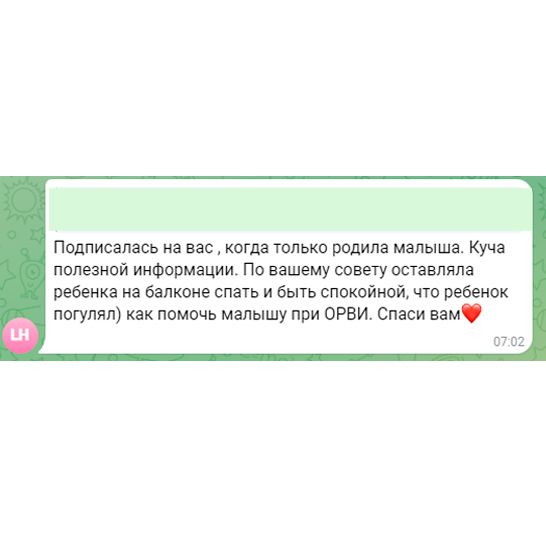 Подписалась на вас , когда только родила малыша. Куча
полезной информации. По вашему совету оставляла
ребенка на балконе спать и быть спокойной, что ребенок
погулял) как помочь малышу при ОРВИ. Спаси вам❤️
LH
07:02